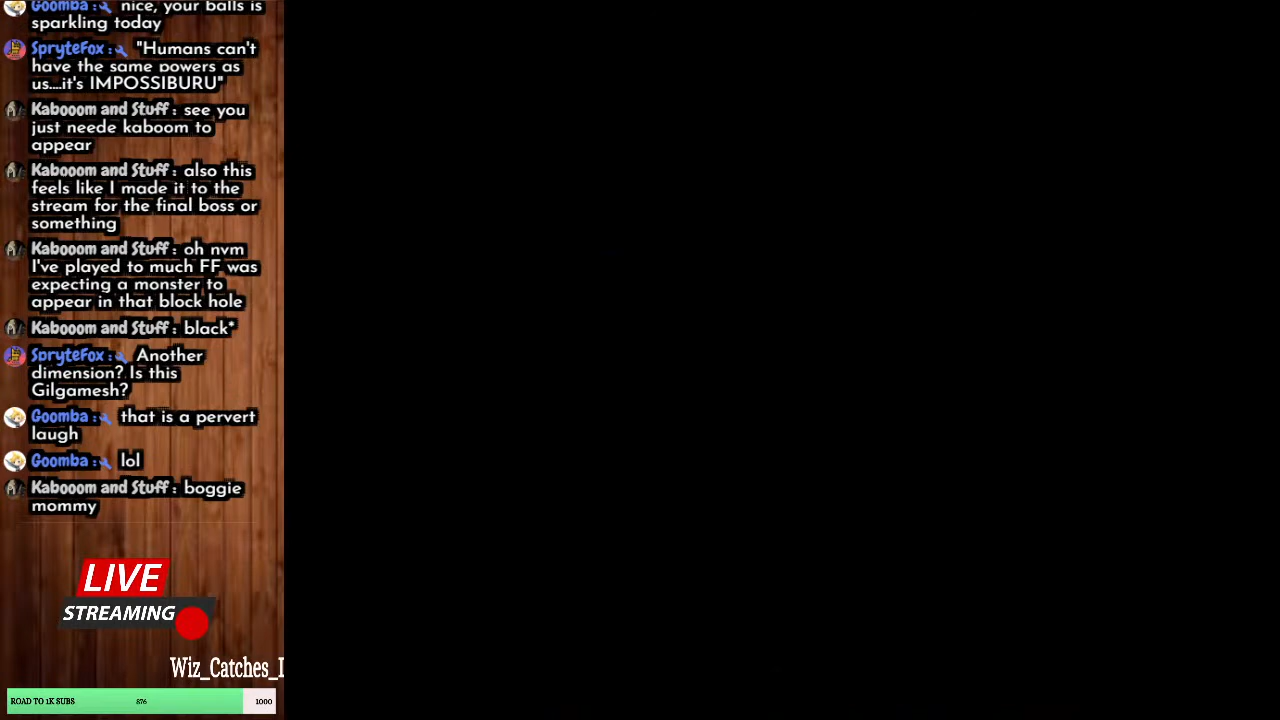 Goomba : nice, your balls is
sparkling today
SpryteFox : "Humans can't
have the same powers as
us....it's IMPOSSIBURU"
Kabooom and Stuff : see you
just neede kaboom to
appear
Kabooom and Stuff : also this
feels like I made it to the
stream for the final boss or
something
Kabooom and Stuff : oh nvm
I've played to much FF was
expecting a monster to
appear in that block hole
Kabooom and Stuff : black*
SpryteFox : Another
dimension? Is this
Gilgamesh?
Goomba : that is a pervert
laugh
Goomba : lol
Kabooom and Stuff : boggie
mommy
LIVE
STREAMING
Wiz_Catches_
ROAD TO 1K SUBS 876 1000